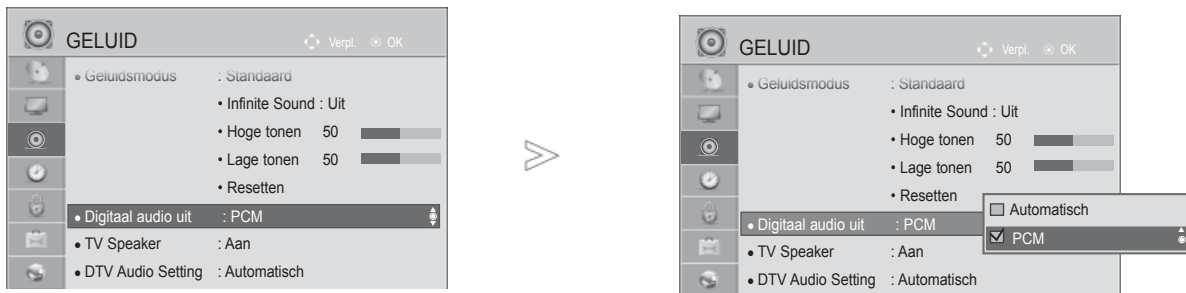 GELUID Verpl. OK
• Geluidsmodus : Standaard
• Infinite Sound : Uit
• Hoge tonen 50
• Lage tonen 50
• Resetten
• Digitaal audio uit : PCM
• TV Speaker : Aan
• DTV Audio Setting : Automatisch
>
GELUID Verpl. OK
• Geluidsmodus : Standaard
• Infinite Sound : Uit
• Hoge tonen 50
• Lage tonen 50
• Resetten
• Digitaal audio uit : PCM
Automatisch
PCM
• TV Speaker : Aan
• DTV Audio Setting : Automatisch